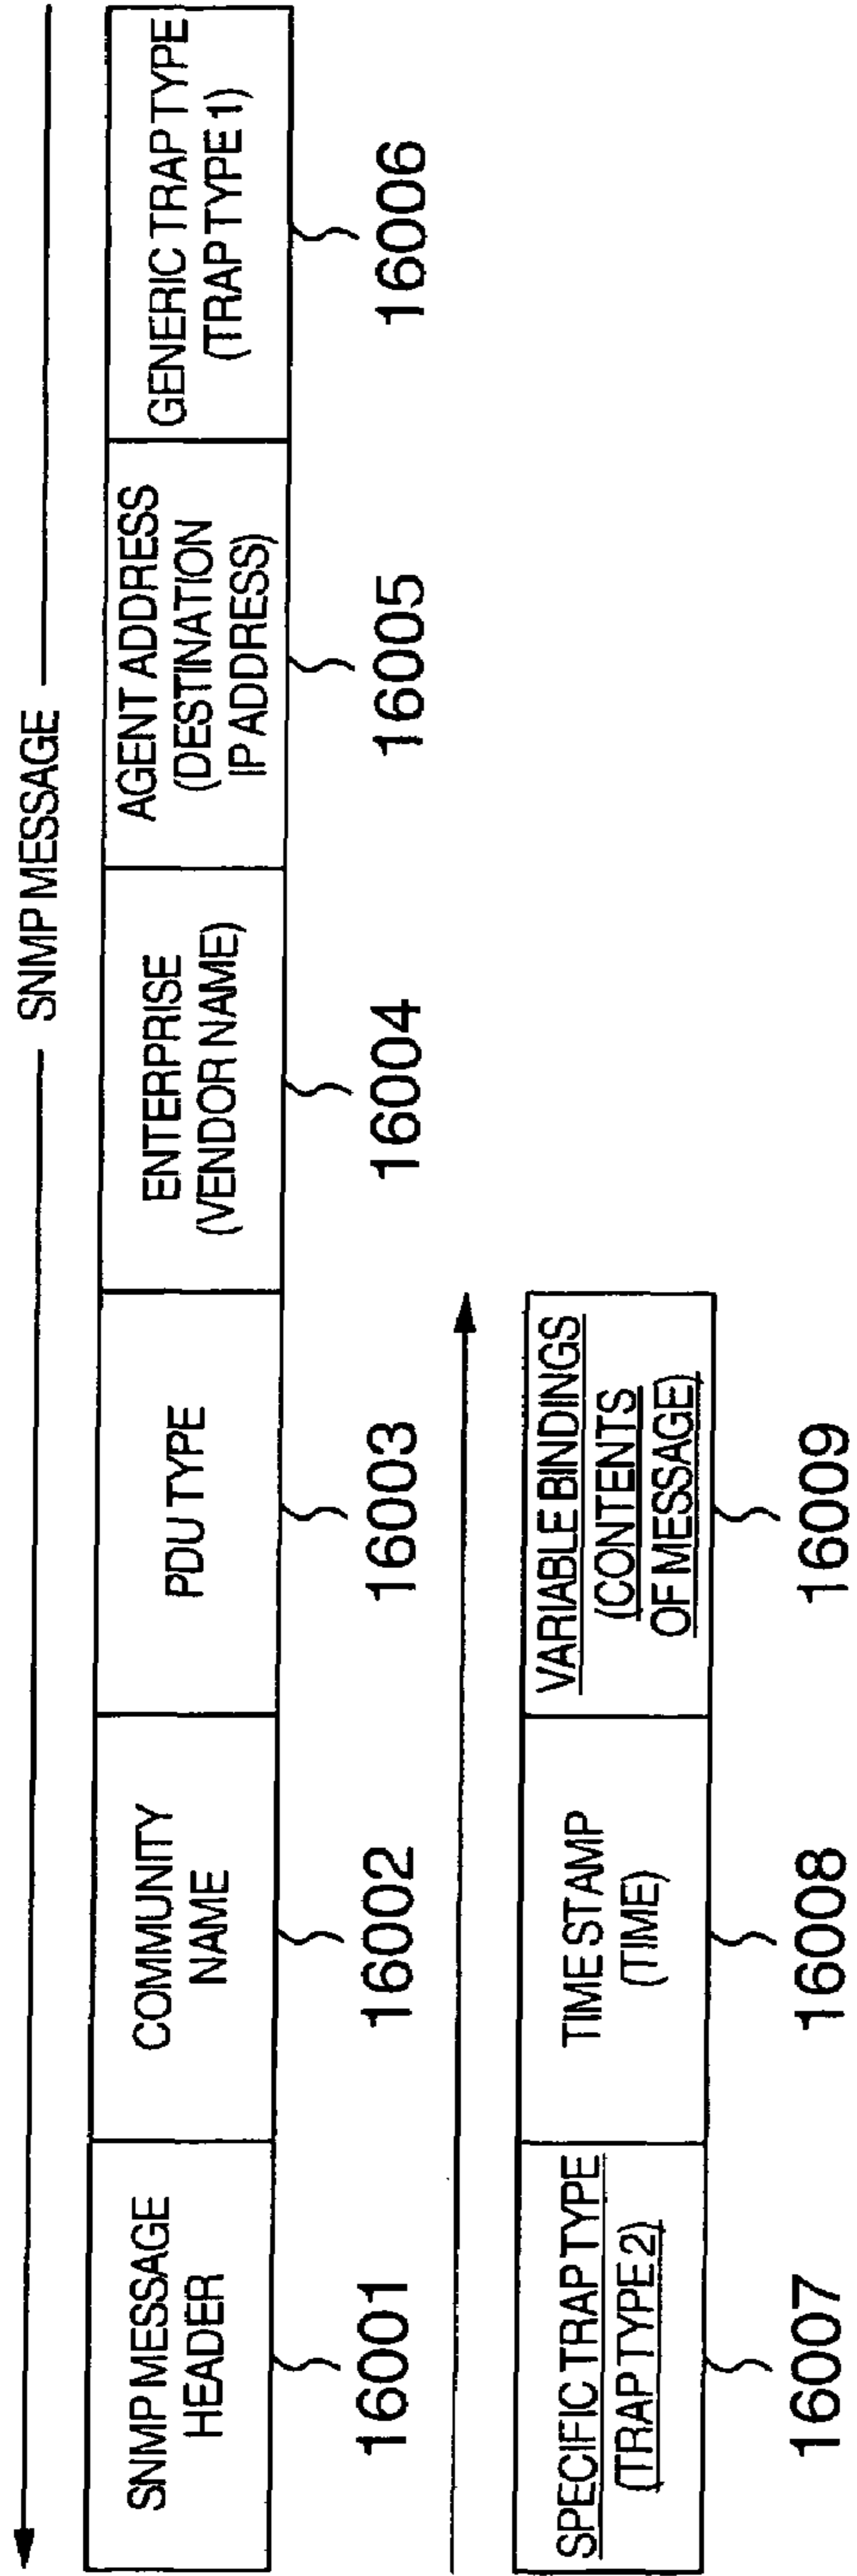 SNMP MESSAGE
SNMP MESSAGE
HEADER
COMMUNITY
NAME
PDU TYPE
ENTERPRISE
(VENDOR NAME)
AGENT ADDRESS
(DESTINATION
IP ADDRESS)
GENERIC TRAP TYPE
(TRAP TYPE 1)
16001
16002
16003
16004
16005
16006
SPECIFIC TRAP TYPE
(TRAP TYPE 2)
TIME STAMP
(TIME)
VARIABLE BINDINGS
(CONTENTS
OF MESSAGE)
16007
16008
16009